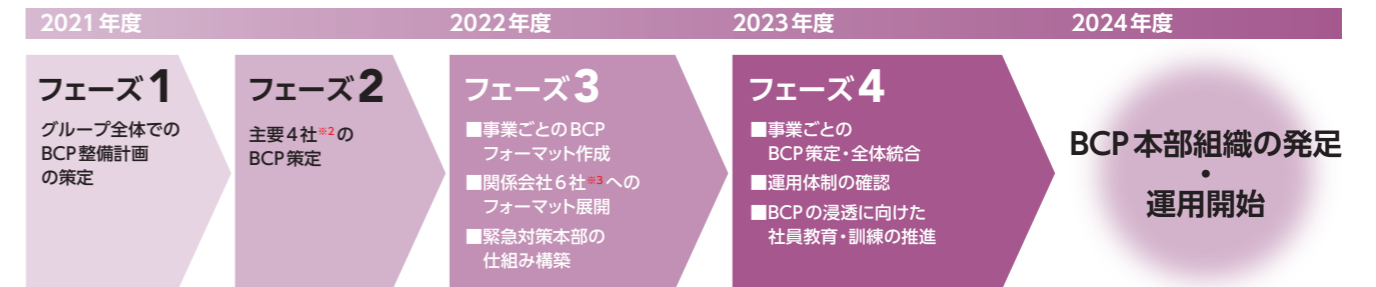 2021年度
2022年度
2023年度
2024年度
フェーズ1
グループ全体での
BCP整備計画
の策定
フェーズ2
主要4社※2の
BCP策定
フェーズ3
■事業ごとのBCP
フォーマット作成
■関係会社6社※3への
フォーマット展開
■緊急対策本部の
仕組み構築
フェーズ4
■事業ごとの
BCP策定・全体統合
■運用体制の確認
■BCPの浸透に向けた
社員教育・訓練の推進
BCP本部組織の発足
・
運用開始